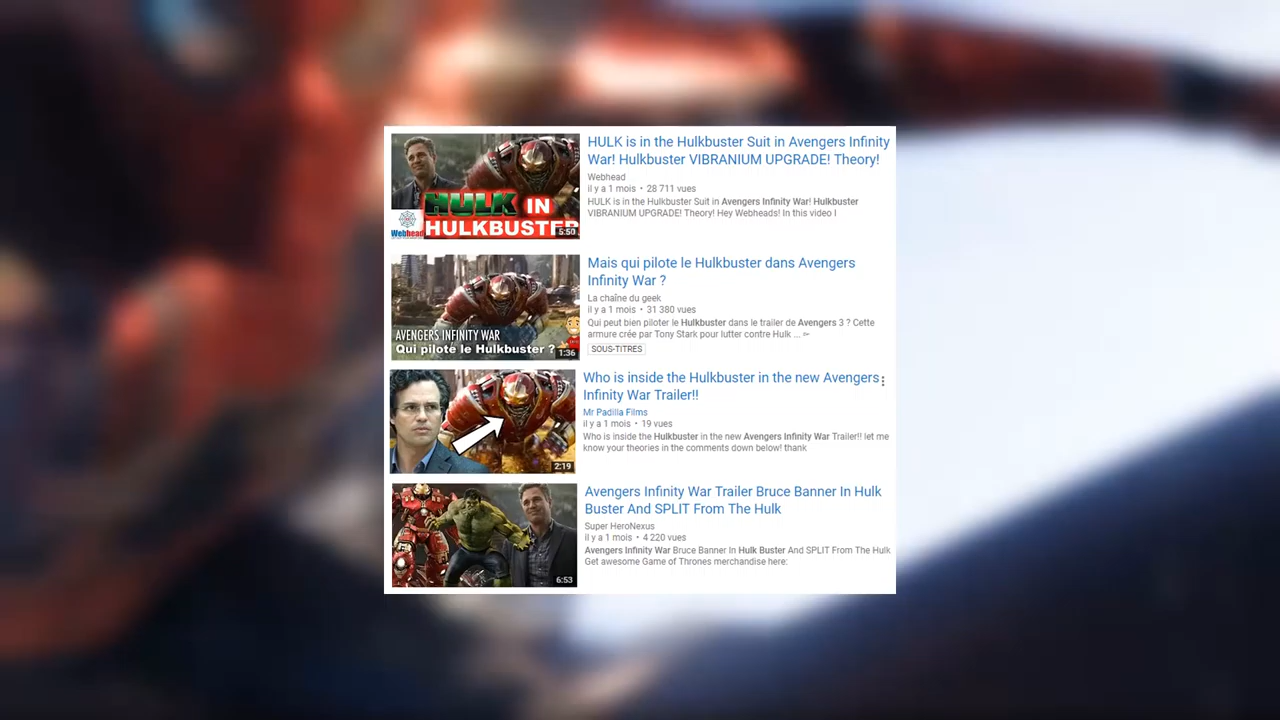 HULK IN
HULKBUSTER
Webhead
5:50
HULK is in the Hulkbuster Suit in Avengers Infinity
War! Hulkbuster VIBRANIUM UPGRADE! Theory!
Webhead
il y a 1 mois • 28 711 vues
HULK is in the Hulkbuster Suit in Avengers Infinity War! Hulkbuster
VIBRANIUM UPGRADE! Theory! Hey Webheads! In this video I
AVENGERS INFINITY WAR
Qui pilote le Hulkbuster ?
1:36
Mais qui pilote le Hulkbuster dans Avengers
Infinity War ?
La chaîne du geek
il y a 1 mois • 31 380 vues
Qui peut bien piloter le Hulkbuster dans le trailer de Avengers 3 ? Cette
armure crée par Tony Stark pour lutter contre Hulk ...
SOUS-TITRES
2:19
Who is inside the Hulkbuster in the new Avengers
Infinity War Trailer!!
Mr Padilla Films
il y a 1 mois • 19 vues
Who is inside the Hulkbuster in the new Avengers Infinity War Trailer!! let me
know your theories in the comments down below! thank
6:53
Avengers Infinity War Trailer Bruce Banner In Hulk
Buster And SPLIT From The Hulk
Super HeroNexus
il y a 1 mois • 4 220 vues
Avengers Infinity War Bruce Banner In Hulk Buster And SPLIT From The Hulk
Get awesome Game of Thrones merchandise here: